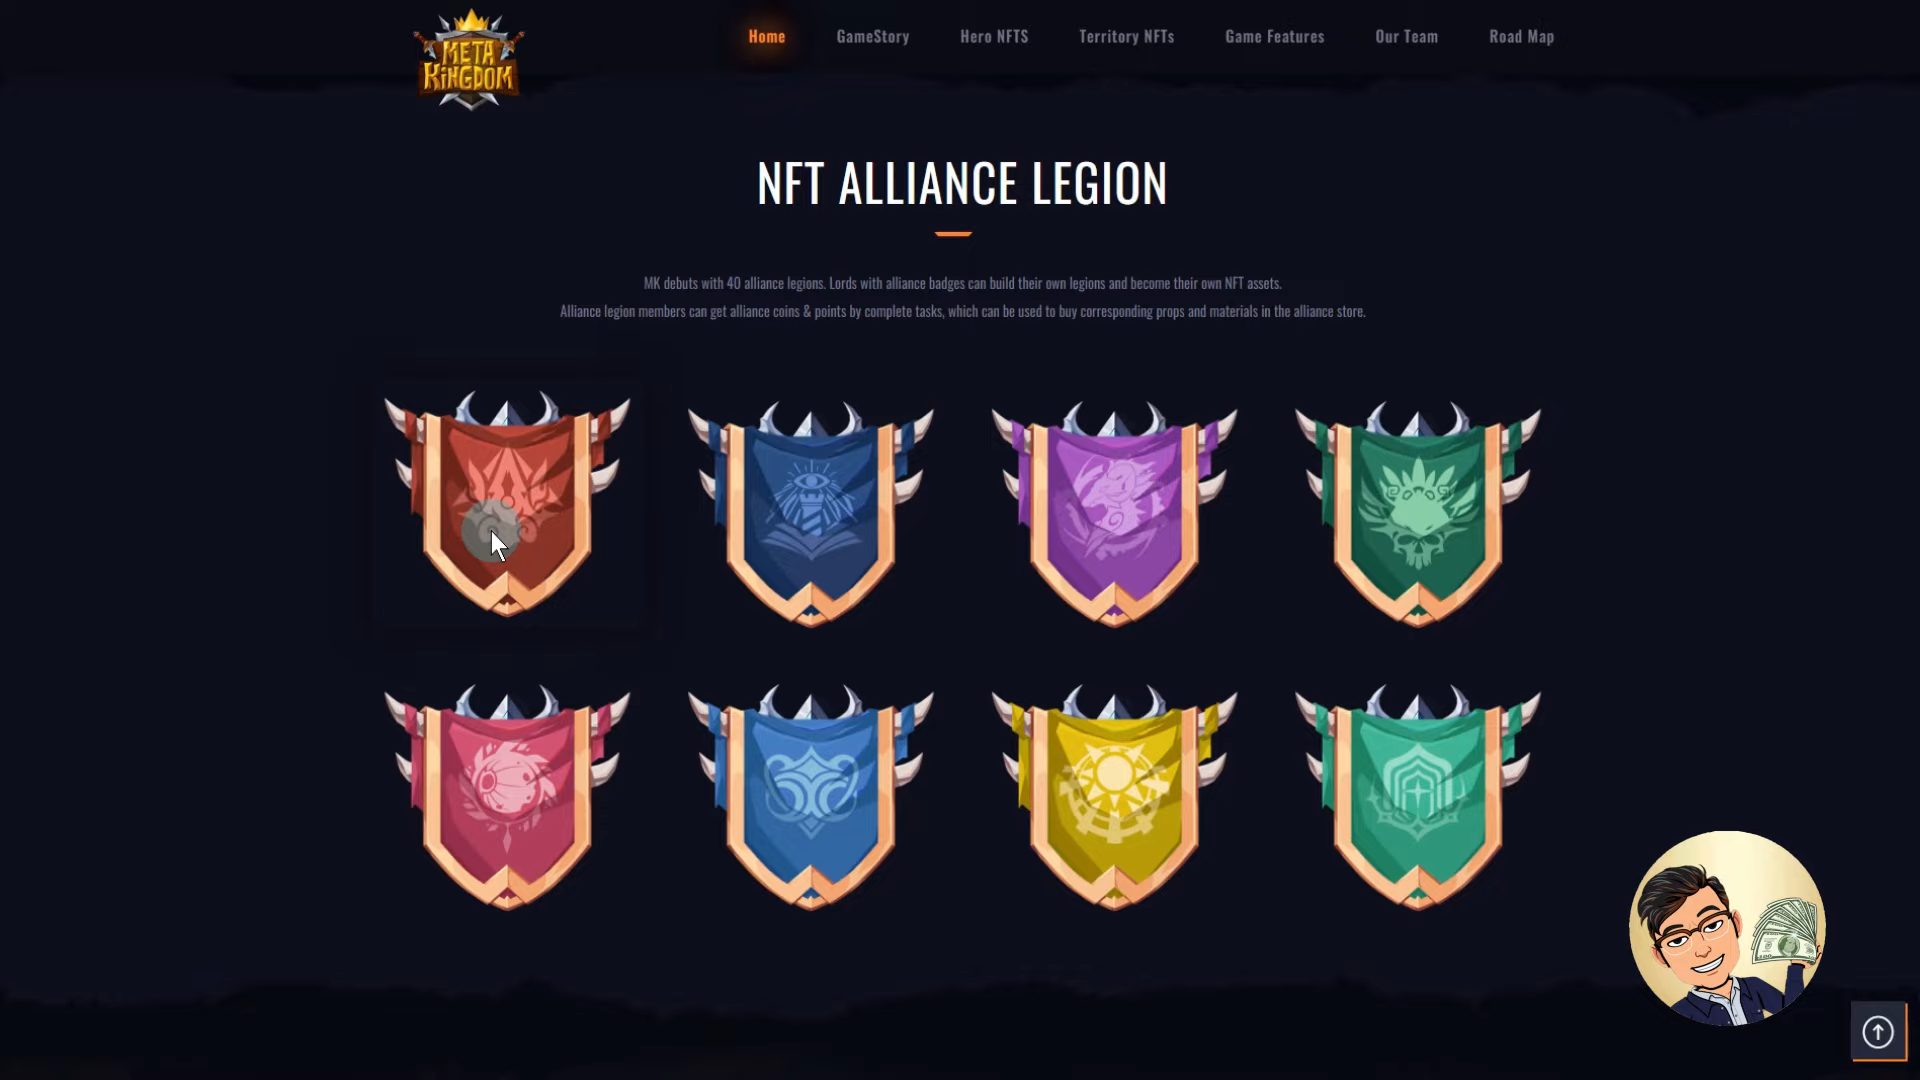 META
KINGDOM
Home
GameStory
Hero NFTS
Territory NFTs
Game Features
Our Team
Road Map
NFT ALLIANCE LEGION
MK debuts with 40 alliance legions. Lords with alliance badges can build their own legions and become their own NFT assets.
Alliance legion members can get alliance coins & points by complete tasks, which can be used to buy corresponding props and materials in the alliance store.